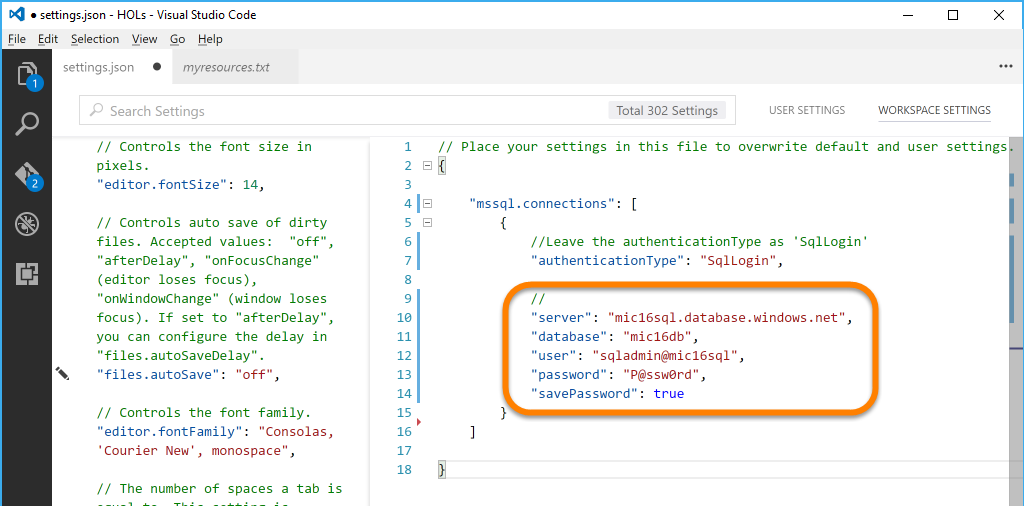 ● settings.json - HOLs - Visual Studio Code
File Edit Selection View Go Help
settings.json ● myresources.txt
Search Settings Total 302 Settings USER SETTINGS WORKSPACE SETTINGS
1
2
// Controls the font size in
pixels.
"editor.fontSize": 14,
// Controls auto save of dirty
files. Accepted values:  "off",
"afterDelay", "onFocusChange"
(editor loses focus),
"onWindowChange" (window loses
focus). If set to "afterDelay",
you can configure the delay in
"files.autoSaveDelay".
"files.autoSave": "off",
// Controls the font family.
"editor.fontFamily": "Consolas,
'Courier New', monospace",
// The number of spaces a tab is
1 // Place your settings in this file to overwrite default and user settings.
2 {
3
4 "mssql.connections": [
5 {
6 //Leave the authenticationType as 'SqlLogin'
7 "authenticationType": "SqlLogin",
8
9 //
10 "server": "mic16sql.database.windows.net",
11 "database": "mic16db",
12 "user": "sqladmin@mic16sql",
13 "password": "P@ssw0rd",
14 "savePassword": true
15 }
16 ]
17
18 }